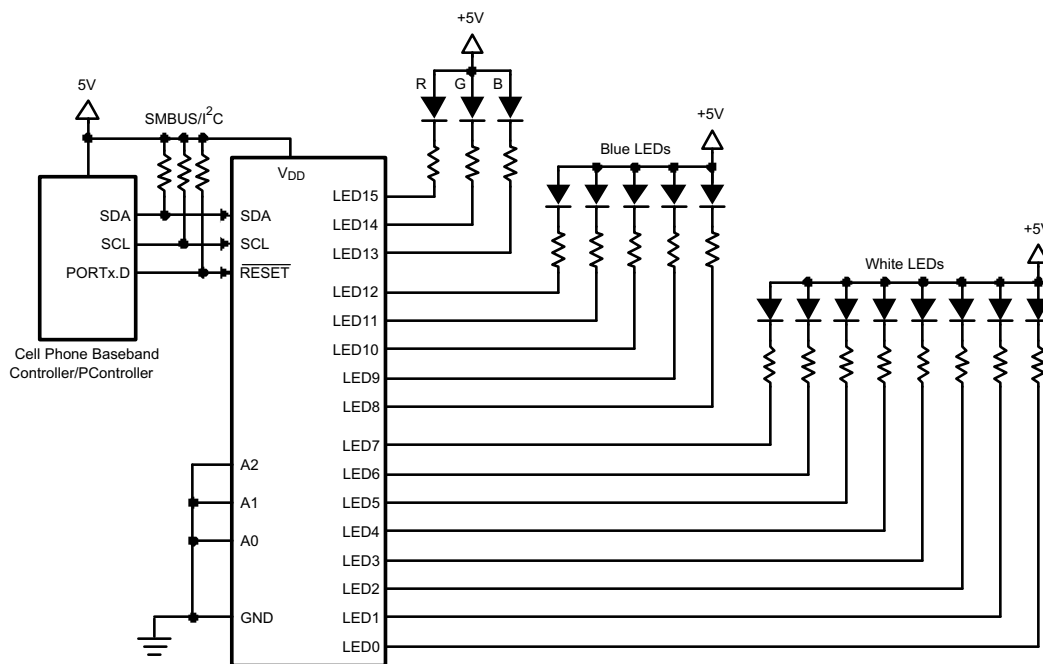 +5V
5V
R
G
B
SMBUS/I²C
+5V
Blue LEDs
V_DD
LED15
SDA
SDA
LED14
SCL
SCL
LED13
+5V
PORTx.D
RESET
White LEDs
LED12
LED11
LED10
Cell Phone Baseband
Controller/PController
LED9
LED8
LED7
A2
LED6
A1
LED5
LED4
A0
LED3
LED2
GND
LED1
LED0